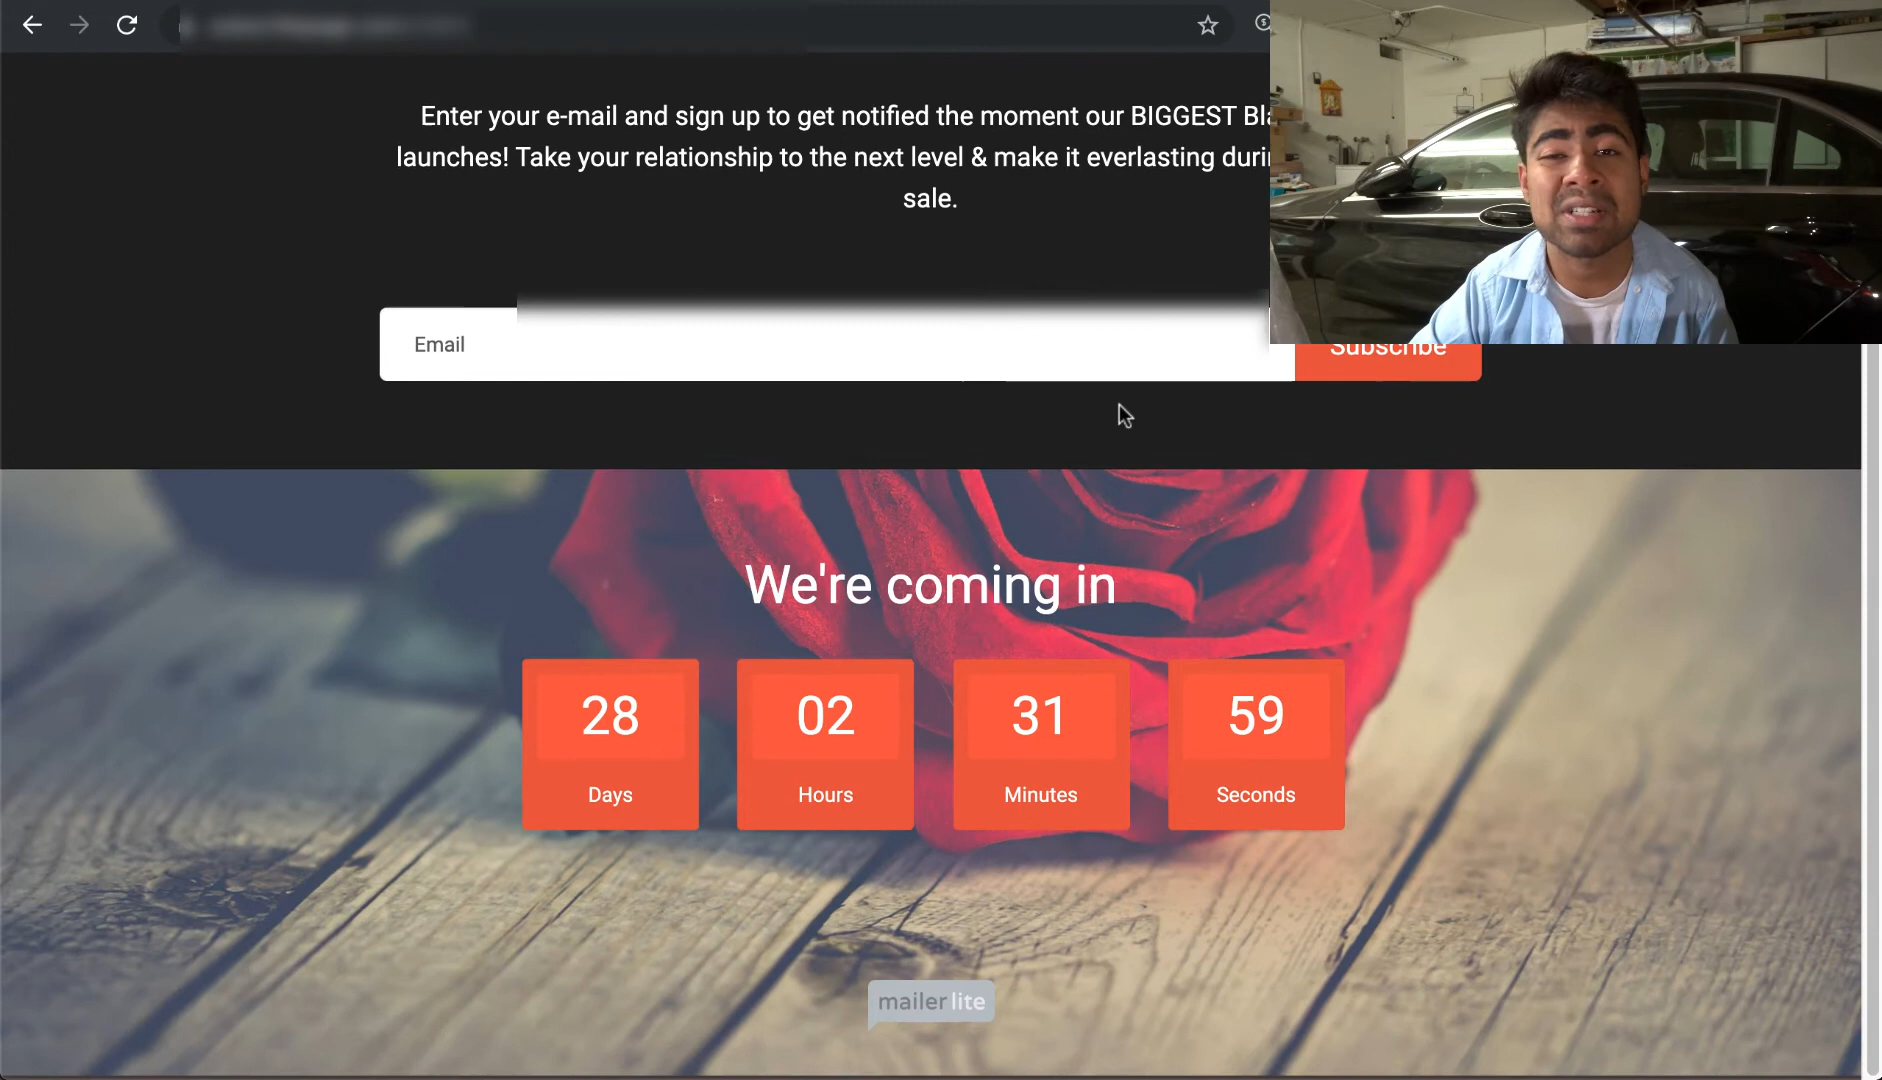 Enter your e-mail and sign up to get notified the moment our BIGGEST
launches! Take your relationship to the next level & make it everlasting
sale.
Email
Subscribe
We're coming in
28
02
31
59
Days
Hours
Minutes
Seconds
mailer lite